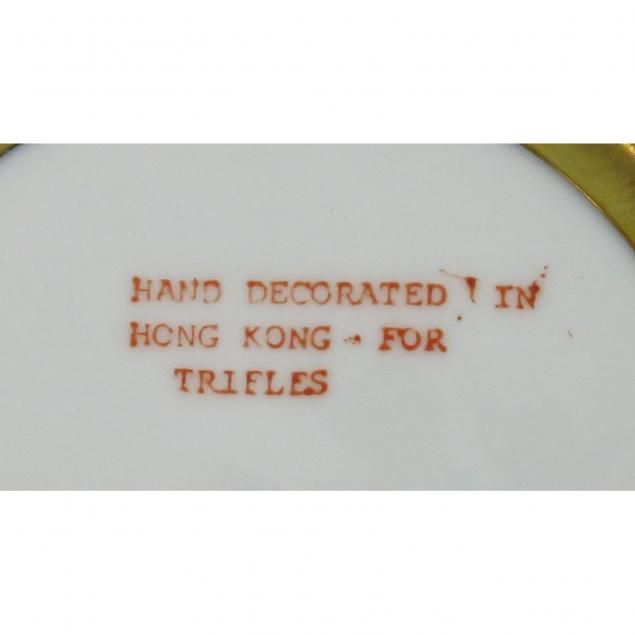 HAND DECORATED IN
HONG KONG - FOR
TRIFLES